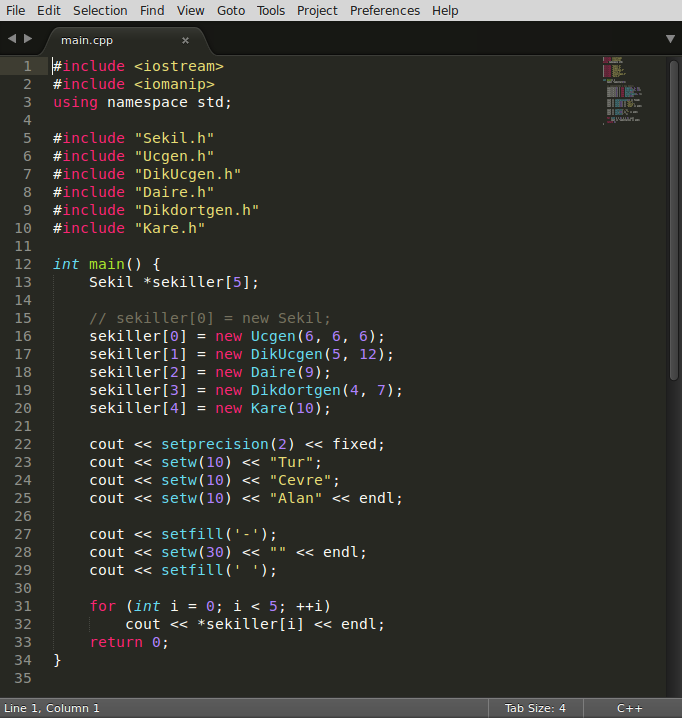 File Edit Selection Find View Goto Tools Project Preferences Help
main.cpp ×
1 #include <iostream>
2 #include <iomanip>
3 using namespace std;
4
5 #include "Sekil.h"
6 #include "Ucgen.h"
7 #include "DikUcgen.h"
8 #include "Daire.h"
9 #include "Dikdortgen.h"
10 #include "Kare.h"
11
12 int main() {
13     Sekil *sekiller[5];
14
15     // sekiller[0] = new Sekil;
16     sekiller[0] = new Ucgen(6, 6, 6);
17     sekiller[1] = new DikUcgen(5, 12);
18     sekiller[2] = new Daire(9);
19     sekiller[3] = new Dikdortgen(4, 7);
20     sekiller[4] = new Kare(10);
21
22     cout << setprecision(2) << fixed;
23     cout << setw(10) << "Tur";
24     cout << setw(10) << "Cevre";
25     cout << setw(10) << "Alan" << endl;
26
27     cout << setfill('-');
28     cout << setw(30) << "" << endl;
29     cout << setfill(' ');
30
31     for (int i = 0; i < 5; ++i)
32         cout << *sekiller[i] << endl;
33     return 0;
34 }
35
Line 1, Column 1 Tab Size: 4 C++